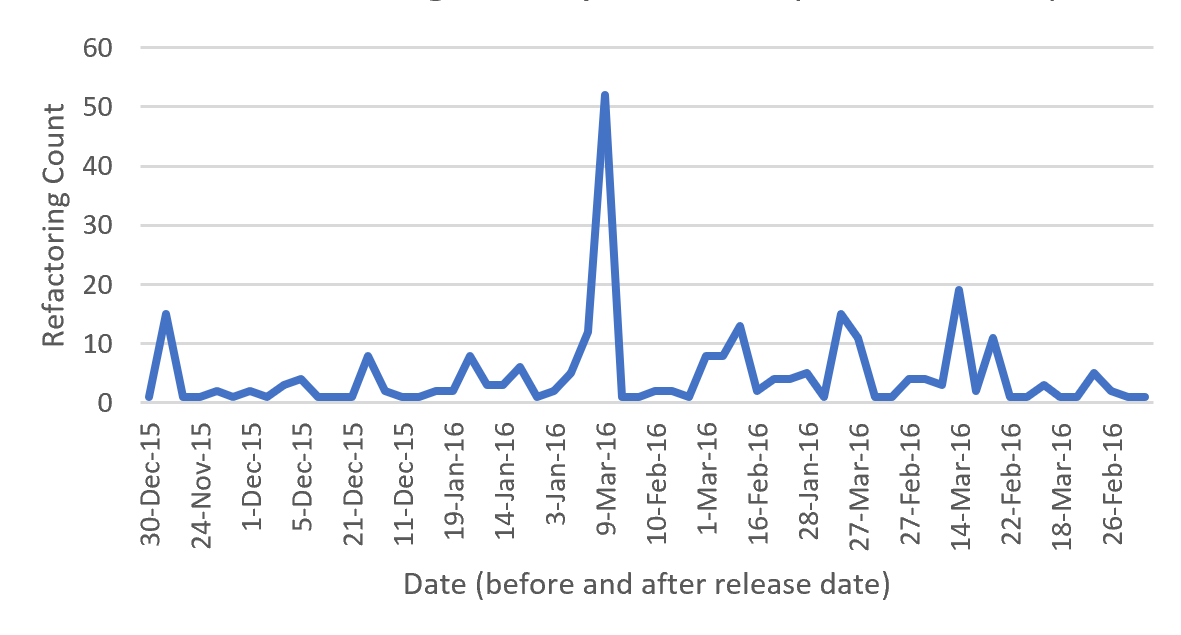 60
50
40
30
20
10
0
Refactoring Count
30-Dec-15
24-Nov-15
1-Dec-15
5-Dec-15
21-Dec-15
11-Dec-15
19-Jan-16
14-Jan-16
3-Jan-16
9-Mar-16
10-Feb-16
1-Mar-16
16-Feb-16
28-Jan-16
27-Mar-16
27-Feb-16
14-Mar-16
22-Feb-16
18-Mar-16
26-Feb-16
Date (before and after release date)